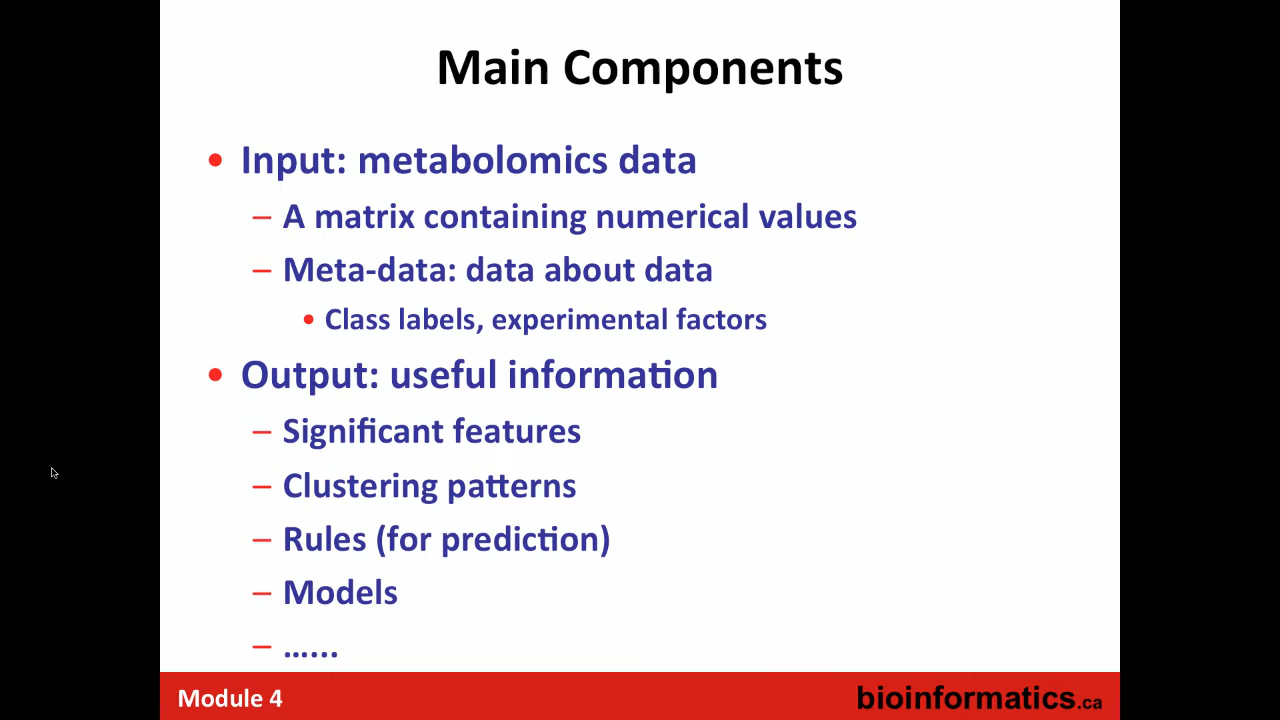 Main Components
• Input: metabolomics data
– A matrix containing numerical values
– Meta-data: data about data
• Class labels, experimental factors
• Output: useful information
– Significant features
– Clustering patterns
– Rules (for prediction)
– Models
– …...
Module 4
bioinformatics.ca